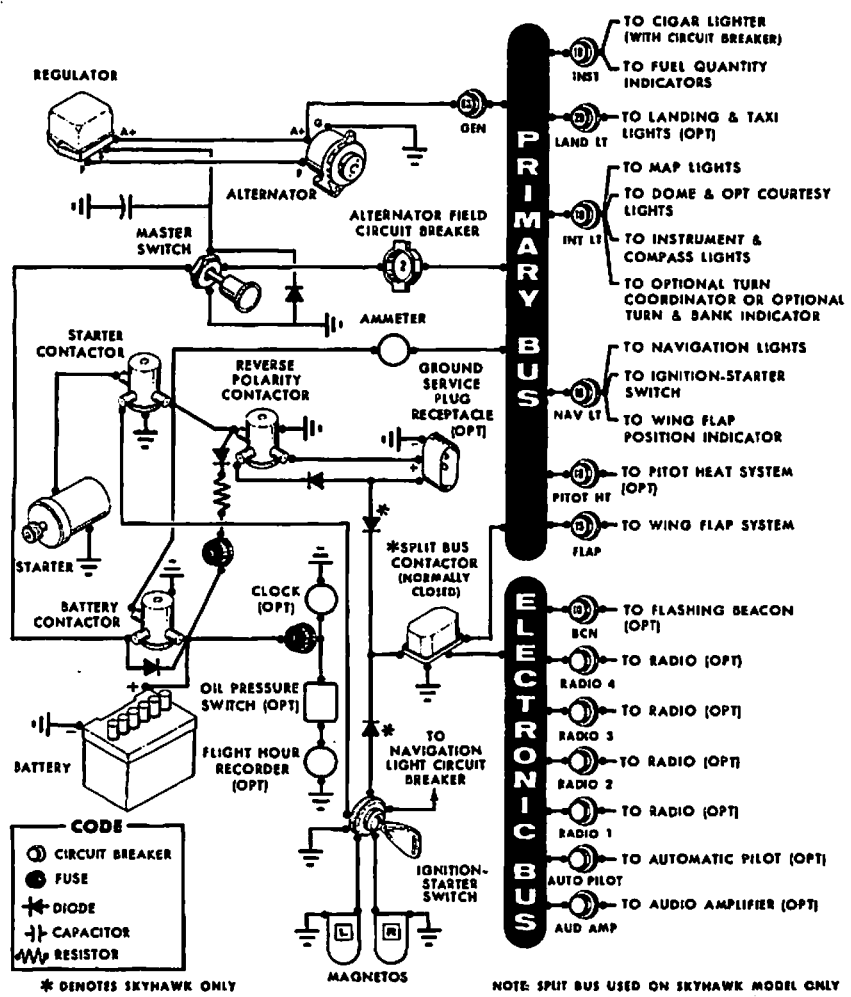 REGULATOR
A+
F
A+
G
F
ALTERNATOR
GEN
MASTER
SWITCH
ALTERNATOR FIELD
CIRCUIT BREAKER
2
AMMETER
STARTER
CONTACTOR
REVERSE
POLARITY
CONTACTOR
GROUND
SERVICE
PLUG
RECEPTACLE
(OPT)
-
+
STARTER
*
*SPLIT BUS
CONTACTOR
(NORMALLY
CLOSED)
BATTERY
CONTACTOR
CLOCK
(OPT)
OIL PRESSURE
SWITCH (OPT)
FLIGHT HOUR
RECORDER
(OPT)
+
-
BATTERY
*
TO
NAVIGATION
LIGHT CIRCUIT
BREAKER
IGNITION-
STARTER
SWITCH
L
R
MAGNETOS
PRIMARY BUS
INST
TO CIGAR LIGHTER
(WITH CIRCUIT BREAKER)
TO FUEL QUANTITY
INDICATORS
LAND LT
TO LANDING & TAXI
LIGHTS (OPT)
INT LT
TO MAP LIGHTS
TO DOME & OPT COURTESY
LIGHTS
TO INSTRUMENT &
COMPASS LIGHTS
TO OPTIONAL TURN
COORDINATOR OR OPTIONAL
TURN & BANK INDICATOR
NAV LT
TO NAVIGATION LIGHTS
TO IGNITION-STARTER
SWITCH
TO WING FLAP
POSITION INDICATOR
PITOT HT
TO PITOT HEAT SYSTEM
(OPT)
FLAP
TO WING FLAP SYSTEM
ELECTRONIC BUS
BCN
TO FLASHING BEACON
(OPT)
RADIO 4
TO RADIO (OPT)
RADIO 3
TO RADIO (OPT)
RADIO 2
TO RADIO (OPT)
RADIO 1
TO RADIO (OPT)
AUTO PILOT
TO AUTOMATIC PILOT (OPT)
AUD AMP
TO AUDIO AMPLIFIER (OPT)
CODE
CIRCUIT BREAKER
FUSE
DIODE
CAPACITOR
RESISTOR
* DENOTES SKYHAWK ONLY
NOTE: SPLIT BUS USED ON SKYHAWK MODEL ONLY